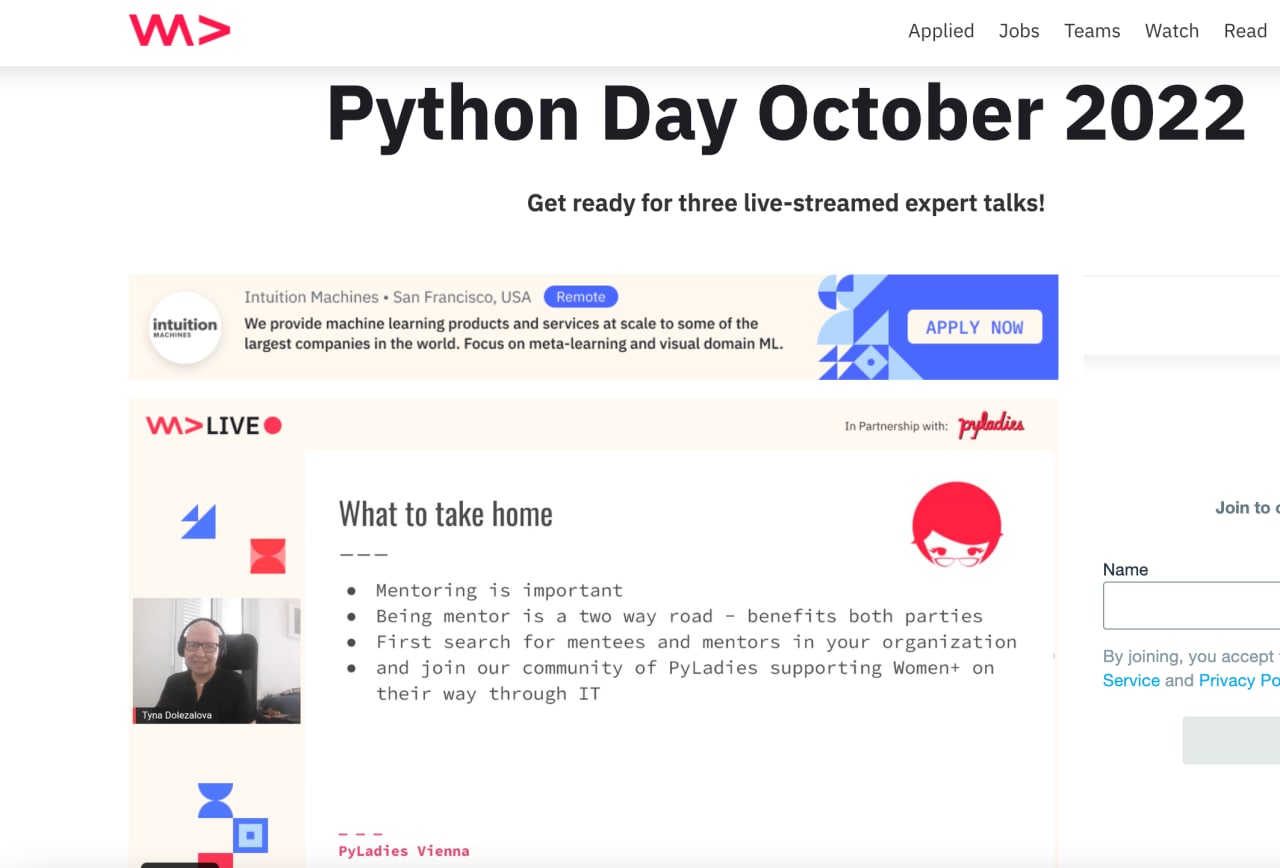 Applied Jobs Teams Watch Read
Python Day October 2022
Get ready for three live-streamed expert talks!
intuition
MACHINES
Intuition Machines • San Francisco, USA Remote
We provide machine learning products and services at scale to some of the
largest companies in the world. Focus on meta-learning and visual domain ML.
APPLY NOW
LIVE
In Partnership with: pyladies
What to take home
● Mentoring is important
● Being mentor is a two way road - benefits both parties
● First search for mentees and mentors in your organization
● and join our community of PyLadies supporting Women+ on
their way through IT
Tyna Dolezalova
PyLadies Vienna
Join to
Name
By joining, you accept
Service and Privacy